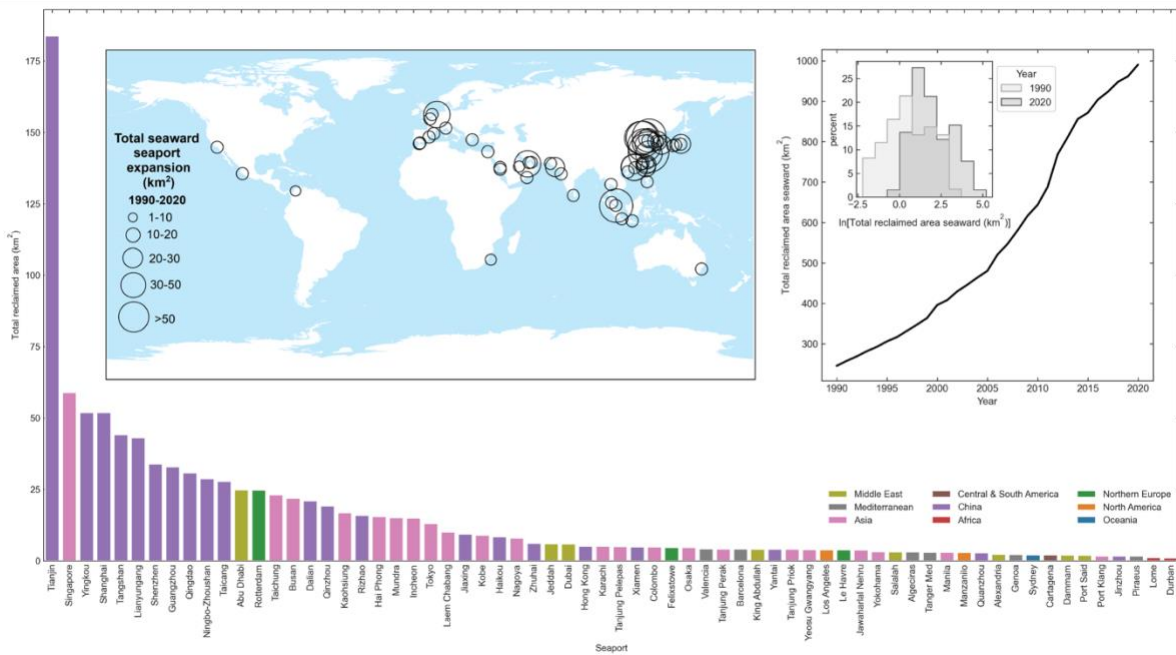 175
150
125
100
75
50
25
0
Total reclaimed area (km²)
Total seaward
seaport
expansion
(km²)
1990-2020
1-10
10-20
20-30
30-50
>50
1000
900
800
700
600
500
400
300
Total reclaimed area seaward (km²)
1990
1995
2000
2005
2010
2015
2020
Year
25
20
15
10
5
0
percent
−2.5
0.0
2.5
5.0
ln[Total reclaimed area seaward (km²)]
Year
1990
2020
Middle East
Mediterranean
Asia
Central & South America
China
Africa
Northern Europe
North America
Oceania
Tianjin
Singapore
Yingkou
Shanghai
Tangshan
Lianyungang
Shenzhen
Guangzhou
Qingdao
Ningbo-Zhoushan
Taicang
Abu Dhabi
Rotterdam
Taichung
Busan
Dalian
Qinzhou
Kaohsiung
Rizhao
Hai Phong
Mundra
Incheon
Tokyo
Laem Chabang
Jiaxing
Kobe
Haikou
Nagoya
Zhuhai
Jeddah
Dubai
Hong Kong
Karachi
Tanjung Pelepas
Xiamen
Colombo
Felixstowe
Osaka
Valencia
Tanjung Perak
Barcelona
King Abdullah
Yantai
Tanjung Priok
Yeosu Gwangyang
Los Angeles
Le Havre
Jawaharlal Nehru
Yokohama
Salalah
Algeciras
Tanger Med
Manila
Manzanillo
Quanzhou
Alexandria
Genoa
Sydney
Cartagena
Dammam
Port Said
Port Klang
Jinzhou
Piraeus
Lome
Durban
Seaport